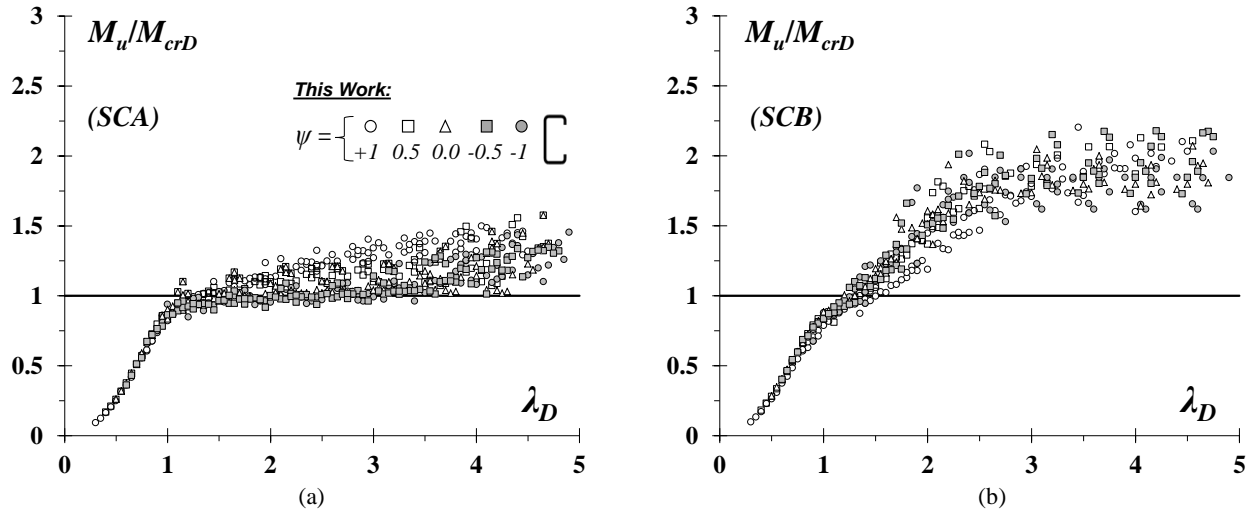 M_u/M_crD
(SCA)
This Work:
ψ =
+1 0.5 0.0 -0.5 -1
3
2.5
2
1.5
1
0.5
0
0 1 2 3 4 5
λ_D
(a)
M_u/M_crD
(SCB)
3
2.5
2
1.5
1
0.5
0
0 1 2 3 4 5
λ_D
(b)